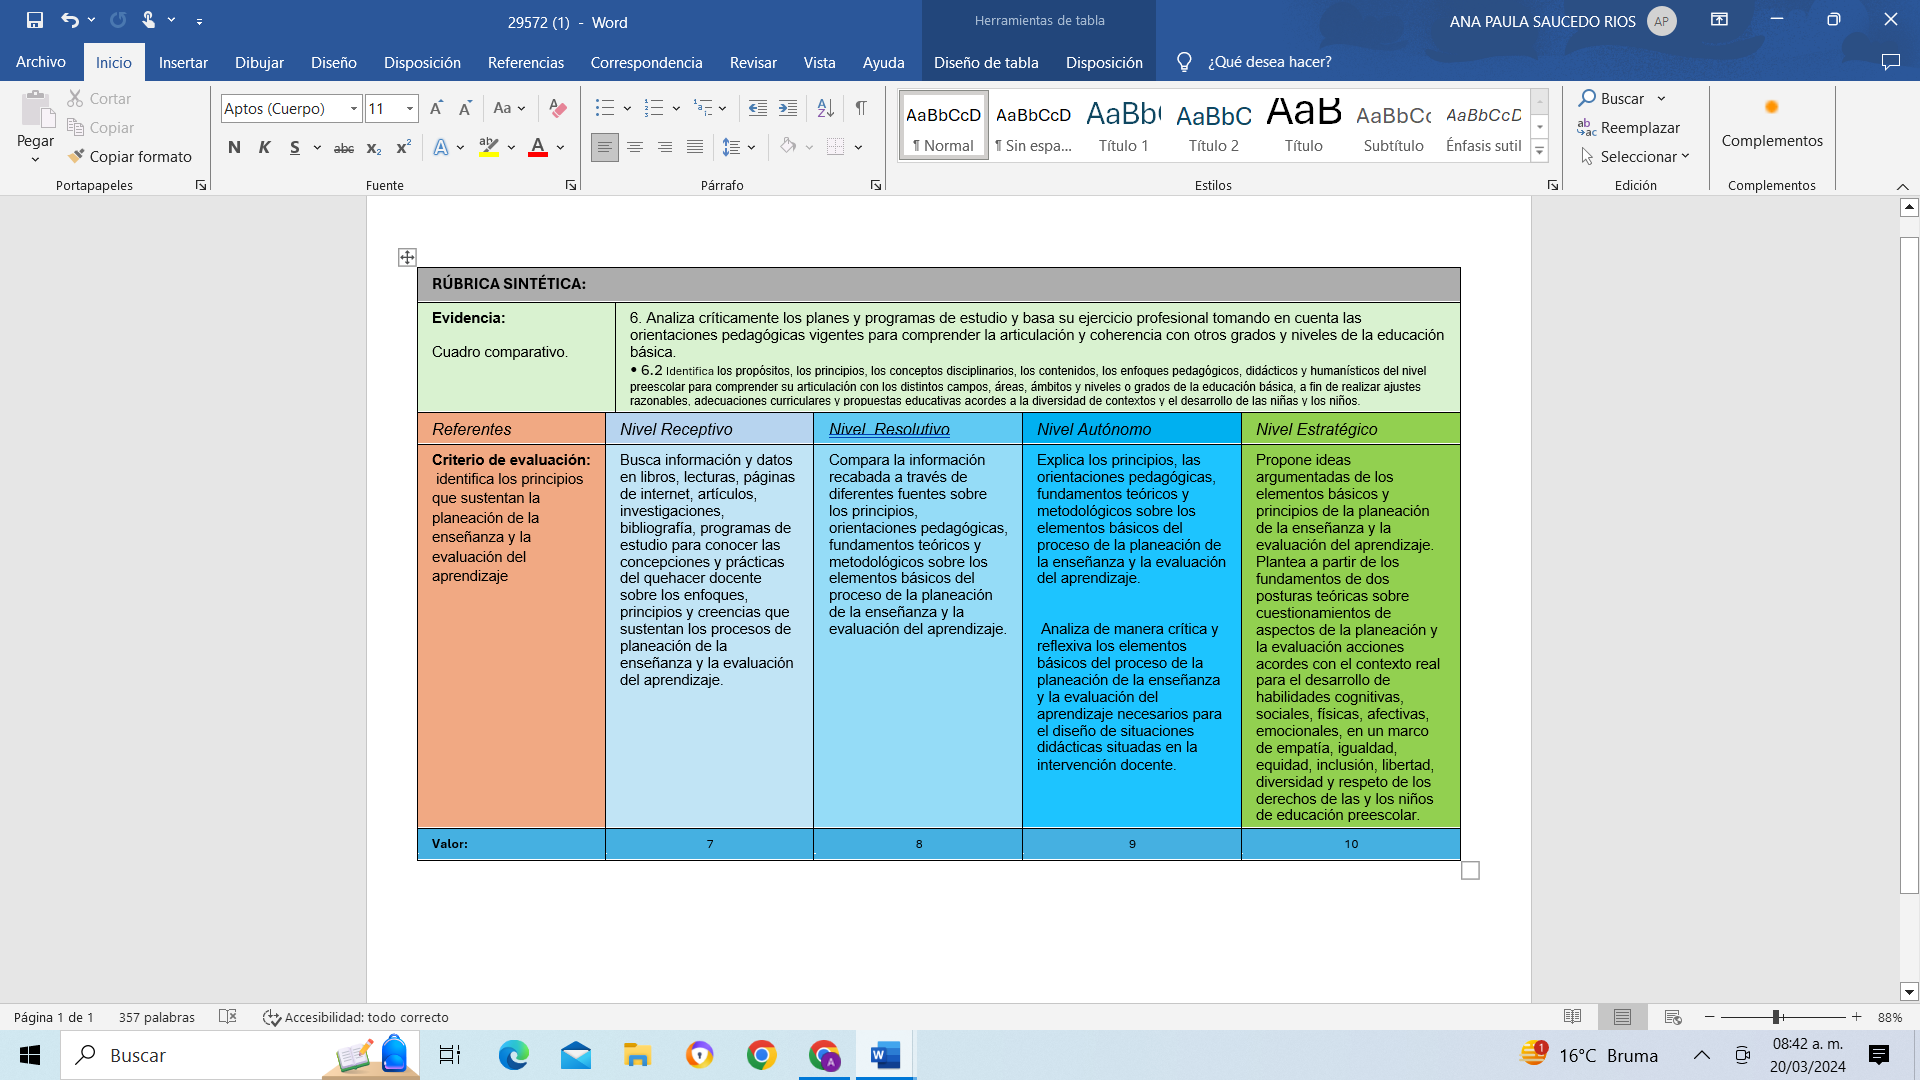 29572 (1) - Word
Herramientas de tabla
ANA PAULA SAUCEDO RIOS
AP
Archivo
Inicio
Insertar
Dibujar
Diseño
Disposición
Referencias
Correspondencia
Revisar
Vista
Ayuda
Diseño de tabla
Disposición
¿Qué desea hacer?
Pegar
Cortar
Copiar
Copiar formato
Portapapeles
Aptos (Cuerpo)
11
Aa
N K S abc x₂ x²
Fuente
Párrafo
AaBbCcD
¶ Normal
AaBbCcD
¶ Sin espa...
AaBb(
Título 1
AaBbC
Título 2
AaB
Título
AaBbCc
Subtítulo
AaBbCcD
Énfasis sutil
Estilos
Buscar
Reemplazar
Seleccionar
Edición
Complementos
Complementos
RÚBRICA SINTÉTICA:
Evidencia:
Cuadro comparativo.
6. Analiza críticamente los planes y programas de estudio y basa su ejercicio profesional tomando en cuenta las
orientaciones pedagógicas vigentes para comprender la articulación y coherencia con otros grados y niveles de la educación
básica.
• 6.2 Identifica los propósitos, los principios, los conceptos disciplinarios, los contenidos, los enfoques pedagógicos, didácticos y humanísticos del nivel
preescolar para comprender su articulación con los distintos campos, áreas, ámbitos y niveles o grados de la educación básica, a fin de realizar ajustes
razonables, adecuaciones curriculares y propuestas educativas acordes a la diversidad de contextos y el desarrollo de las niñas y los niños.
Referentes
Nivel Receptivo
Nivel Resolutivo
Nivel Autónomo
Nivel Estratégico
Criterio de evaluación:
identifica los principios
que sustentan la
planeación de la
enseñanza y la
evaluación del
aprendizaje
Busca información y datos
en libros, lecturas, páginas
de internet, artículos,
investigaciones,
bibliografía, programas de
estudio para conocer las
concepciones y prácticas
del quehacer docente
sobre los enfoques,
principios y creencias que
sustentan los procesos de
planeación de la
enseñanza y la evaluación
del aprendizaje.
Compara la información
recabada a través de
diferentes fuentes sobre
los principios,
orientaciones pedagógicas,
fundamentos teóricos y
metodológicos sobre los
elementos básicos del
proceso de la planeación
de la enseñanza y la
evaluación del aprendizaje.
Explica los principios, las
orientaciones pedagógicas,
fundamentos teóricos y
metodológicos sobre los
elementos básicos del
proceso de la planeación de
la enseñanza y la evaluación
del aprendizaje.
Analiza de manera crítica y
reflexiva los elementos
básicos del proceso de la
planeación de la enseñanza
y la evaluación del
aprendizaje necesarios para
el diseño de situaciones
didácticas situadas en la
intervención docente.
Propone ideas
argumentadas de los
elementos básicos y
principios de la planeación
de la enseñanza y la
evaluación del aprendizaje.
Plantea a partir de los
fundamentos de dos
posturas teóricas sobre
cuestionamientos de
aspectos de la planeación y
la evaluación acciones
acordes con el contexto real
para el desarrollo de
habilidades cognitivas,
sociales, físicas, afectivas,
emocionales, en un marco
de empatía, igualdad,
equidad, inclusión, libertad,
diversidad y respeto de los
derechos de las y los niños
de educación preescolar.
Valor:
7
8
9
10
Página 1 de 1
357 palabras
Accesibilidad: todo correcto
88%
Buscar
1
16°C Bruma
08:42 a. m.
20/03/2024